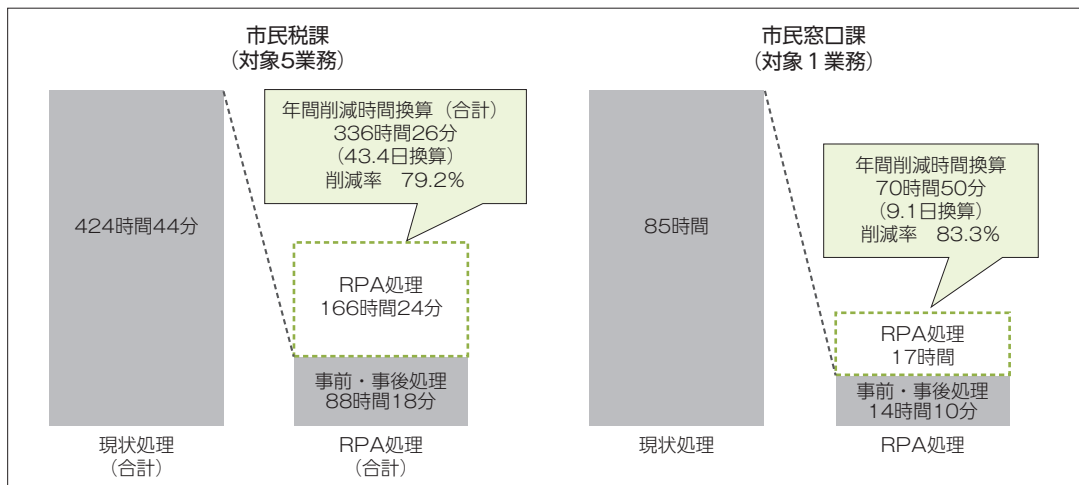 市民税課
（対象5業務）
424時間44分
年間削減時間換算（合計）
336時間26分
（43.4日換算）
削減率　79.2%
RPA処理
166時間24分
事前・事後処理
88時間18分
現状処理
（合計）
RPA処理
（合計）
市民窓口課
（対象１業務）
85時間
年間削減時間換算
70時間50分
（9.1日換算）
削減率　83.3%
RPA処理
17時間
事前・事後処理
14時間10分
現状処理
RPA処理